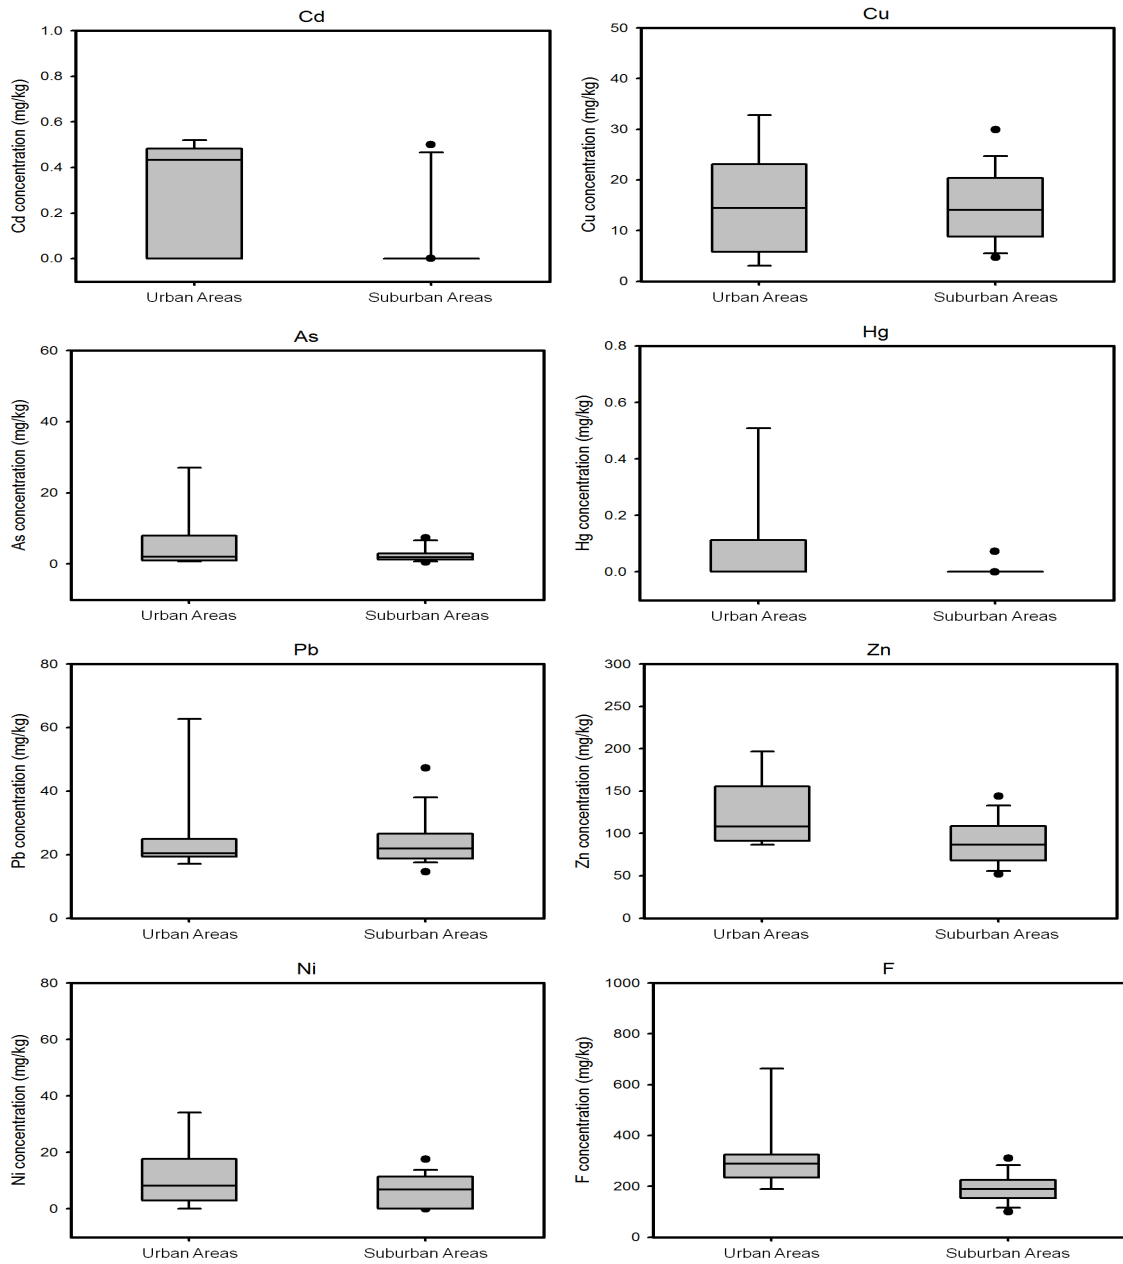 Cd
Cd concentration (mg/kg)
1.0
0.8
0.6
0.4
0.2
0.0
Urban Areas
Suburban Areas
Cu
Cu concentration (mg/kg)
50
40
30
20
10
0
Urban Areas
Suburban Areas
As
As concentration (mg/kg)
60
40
20
0
Urban Areas
Suburban Areas
Hg
Hg concentration (mg/kg)
0.8
0.6
0.4
0.2
0.0
Urban Areas
Suburban Areas
Pb
Pb concentration (mg/kg)
80
60
40
20
0
Urban Areas
Suburban Areas
Zn
Zn concentration (mg/kg)
300
250
200
150
100
50
0
Urban Areas
Suburban Areas
Ni
Ni concentration (mg/kg)
80
60
40
20
0
Urban Areas
Suburban Areas
F
F concentration (mg/kg)
1000
800
600
400
200
0
Urban Areas
Suburban Areas